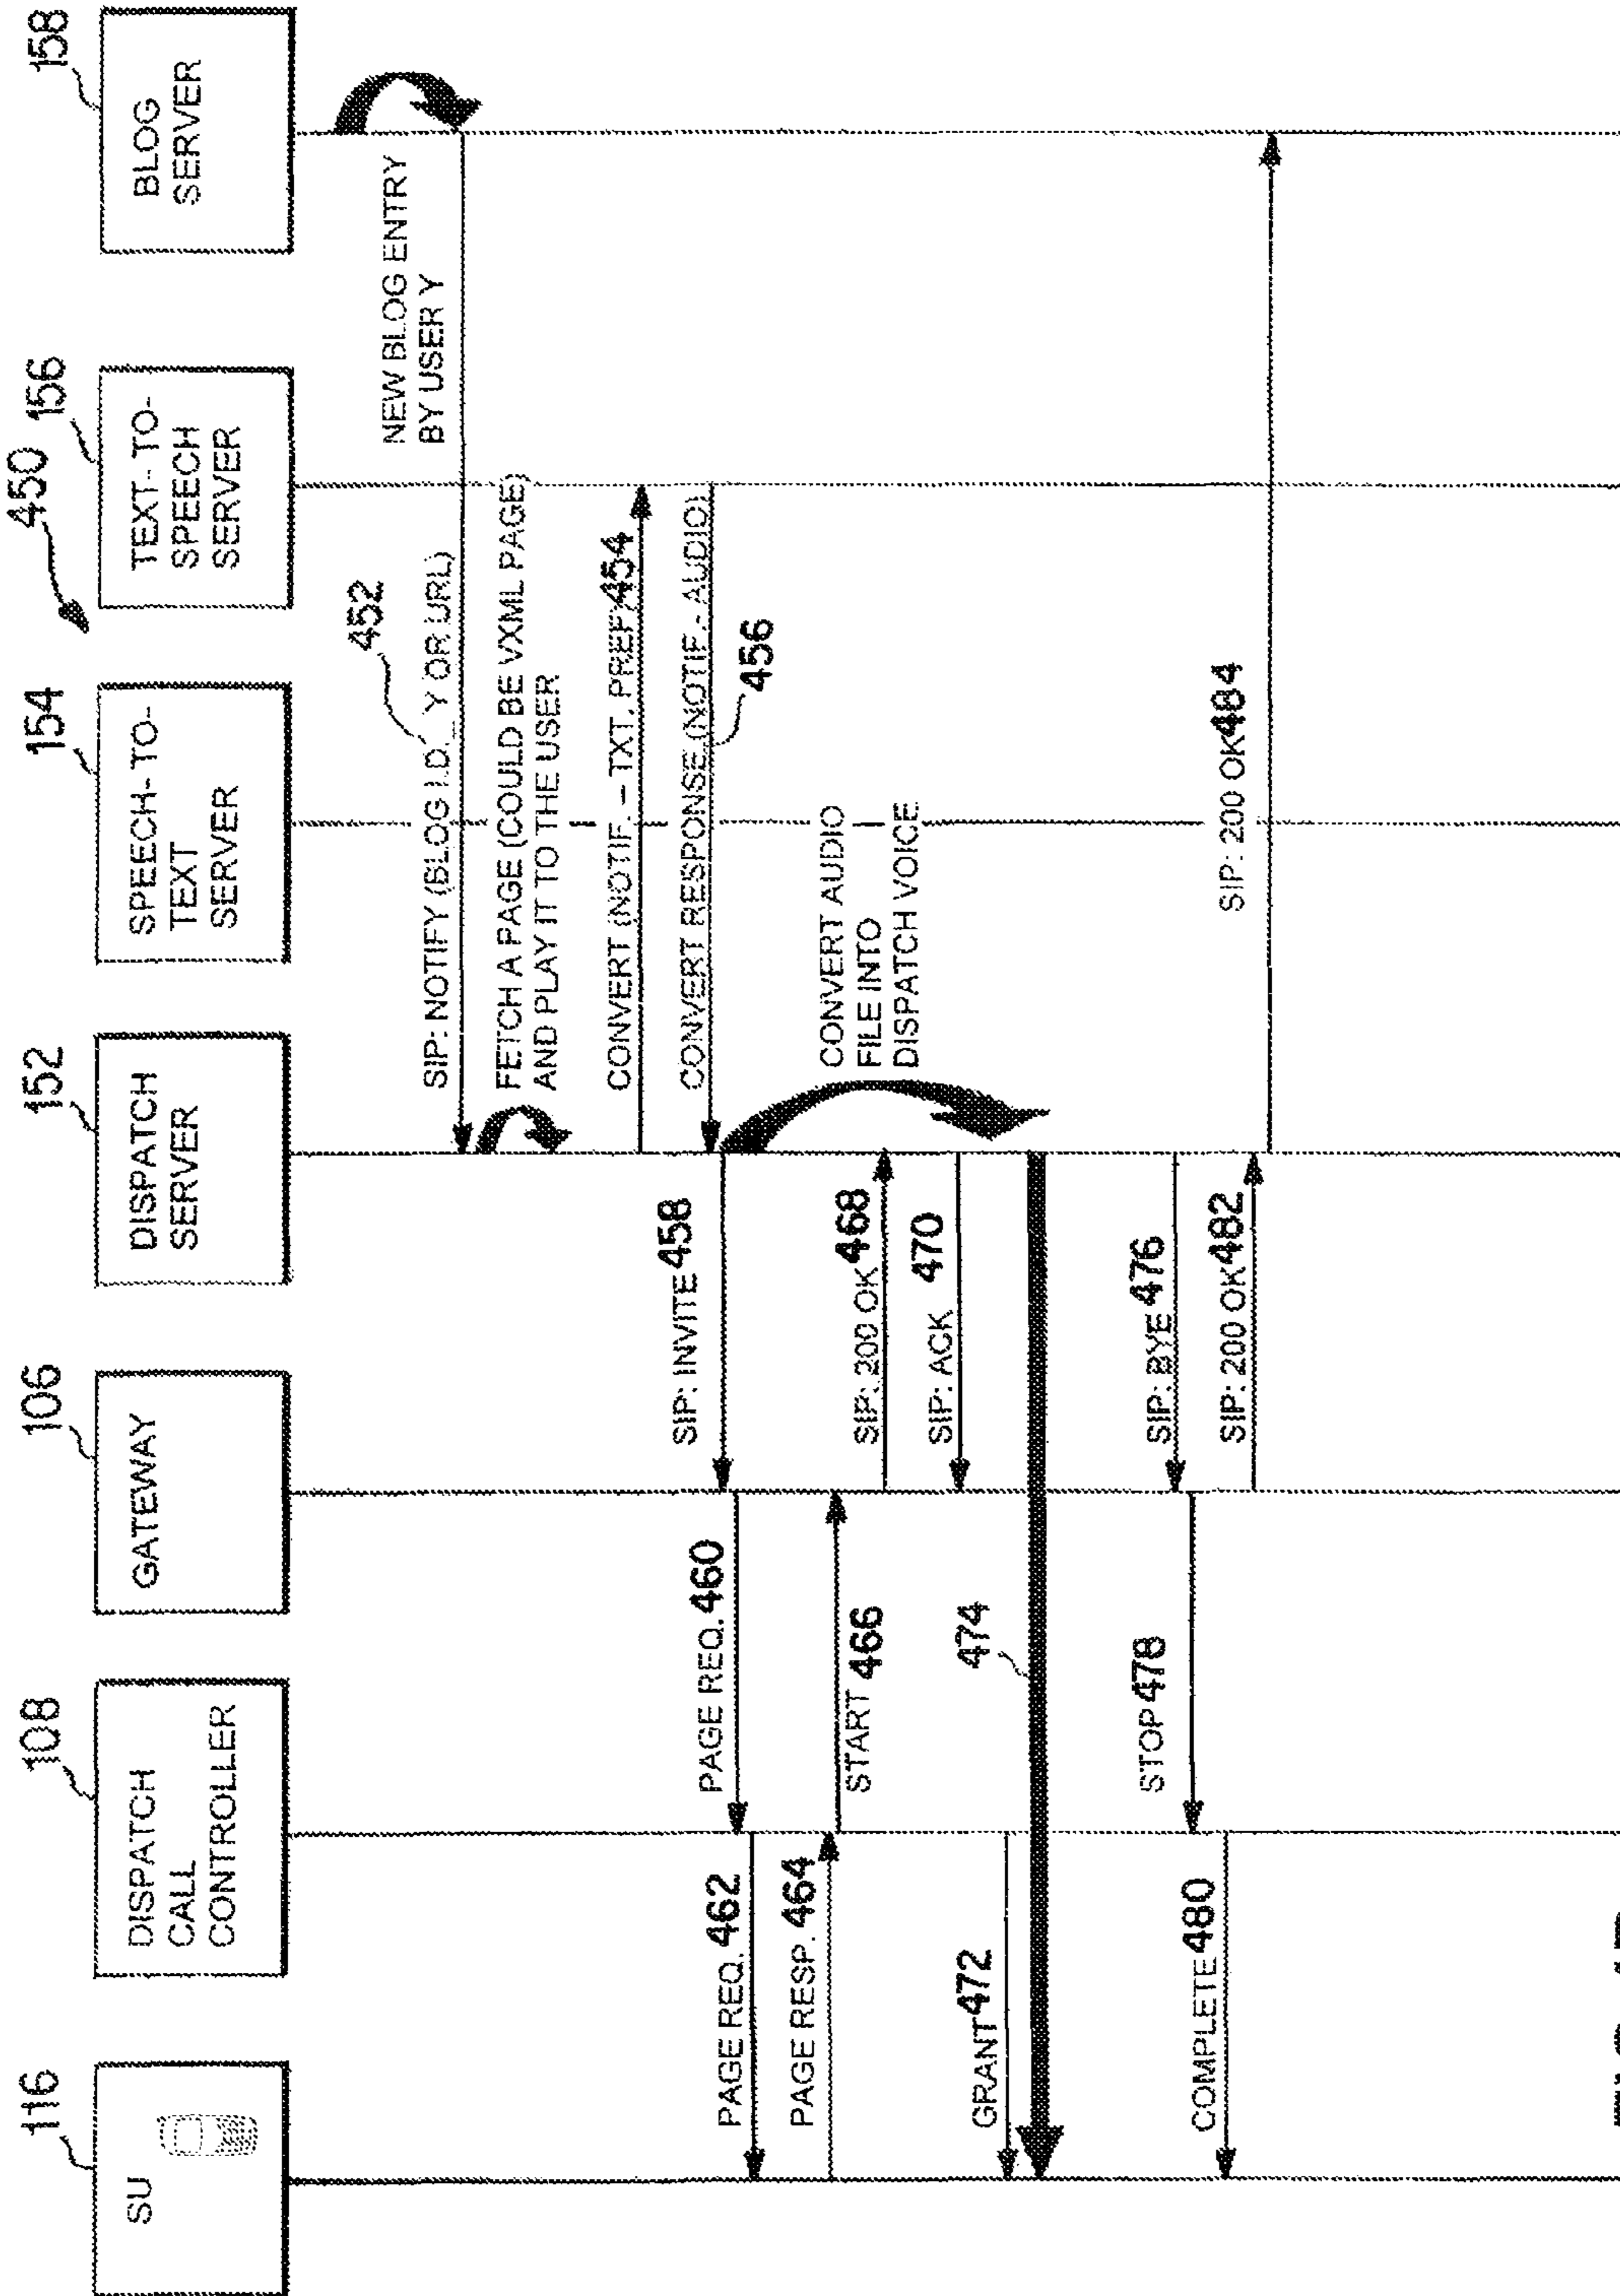 450
116
SU
108
DISPATCH
CALL
CONTROLLER
106
GATEWAY
152
DISPATCH
SERVER
154
SPEECH-TO-
TEXT
SERVER
156
TEXT-TO-
SPEECH
SERVER
158
BLOG
SERVER
NEW BLOG ENTRY
BY USER Y
452
SIP: NOTIFY (BLOG I.D. Y OR URL)
FETCH A PAGE (COULD BE VXML PAGE)
AND PLAY IT TO THE USER
CONVERT (NOTIF. – TXT, PREF) 454
CONVERT RESPONSE (NOTIF.- AUDIO)
456
SIP: INVITE 458
PAGE REQ. 460
PAGE REQ. 462
PAGE RESP. 464
START 466
CONVERT AUDIO
FILE INTO
DISPATCH VOICE
SIP: 200 OK 468
SIP: ACK 470
GRANT 472
474
SIP: BYE 476
STOP 478
COMPLETE 480
SIP: 200 OK 482
SIP: 200 OK 484